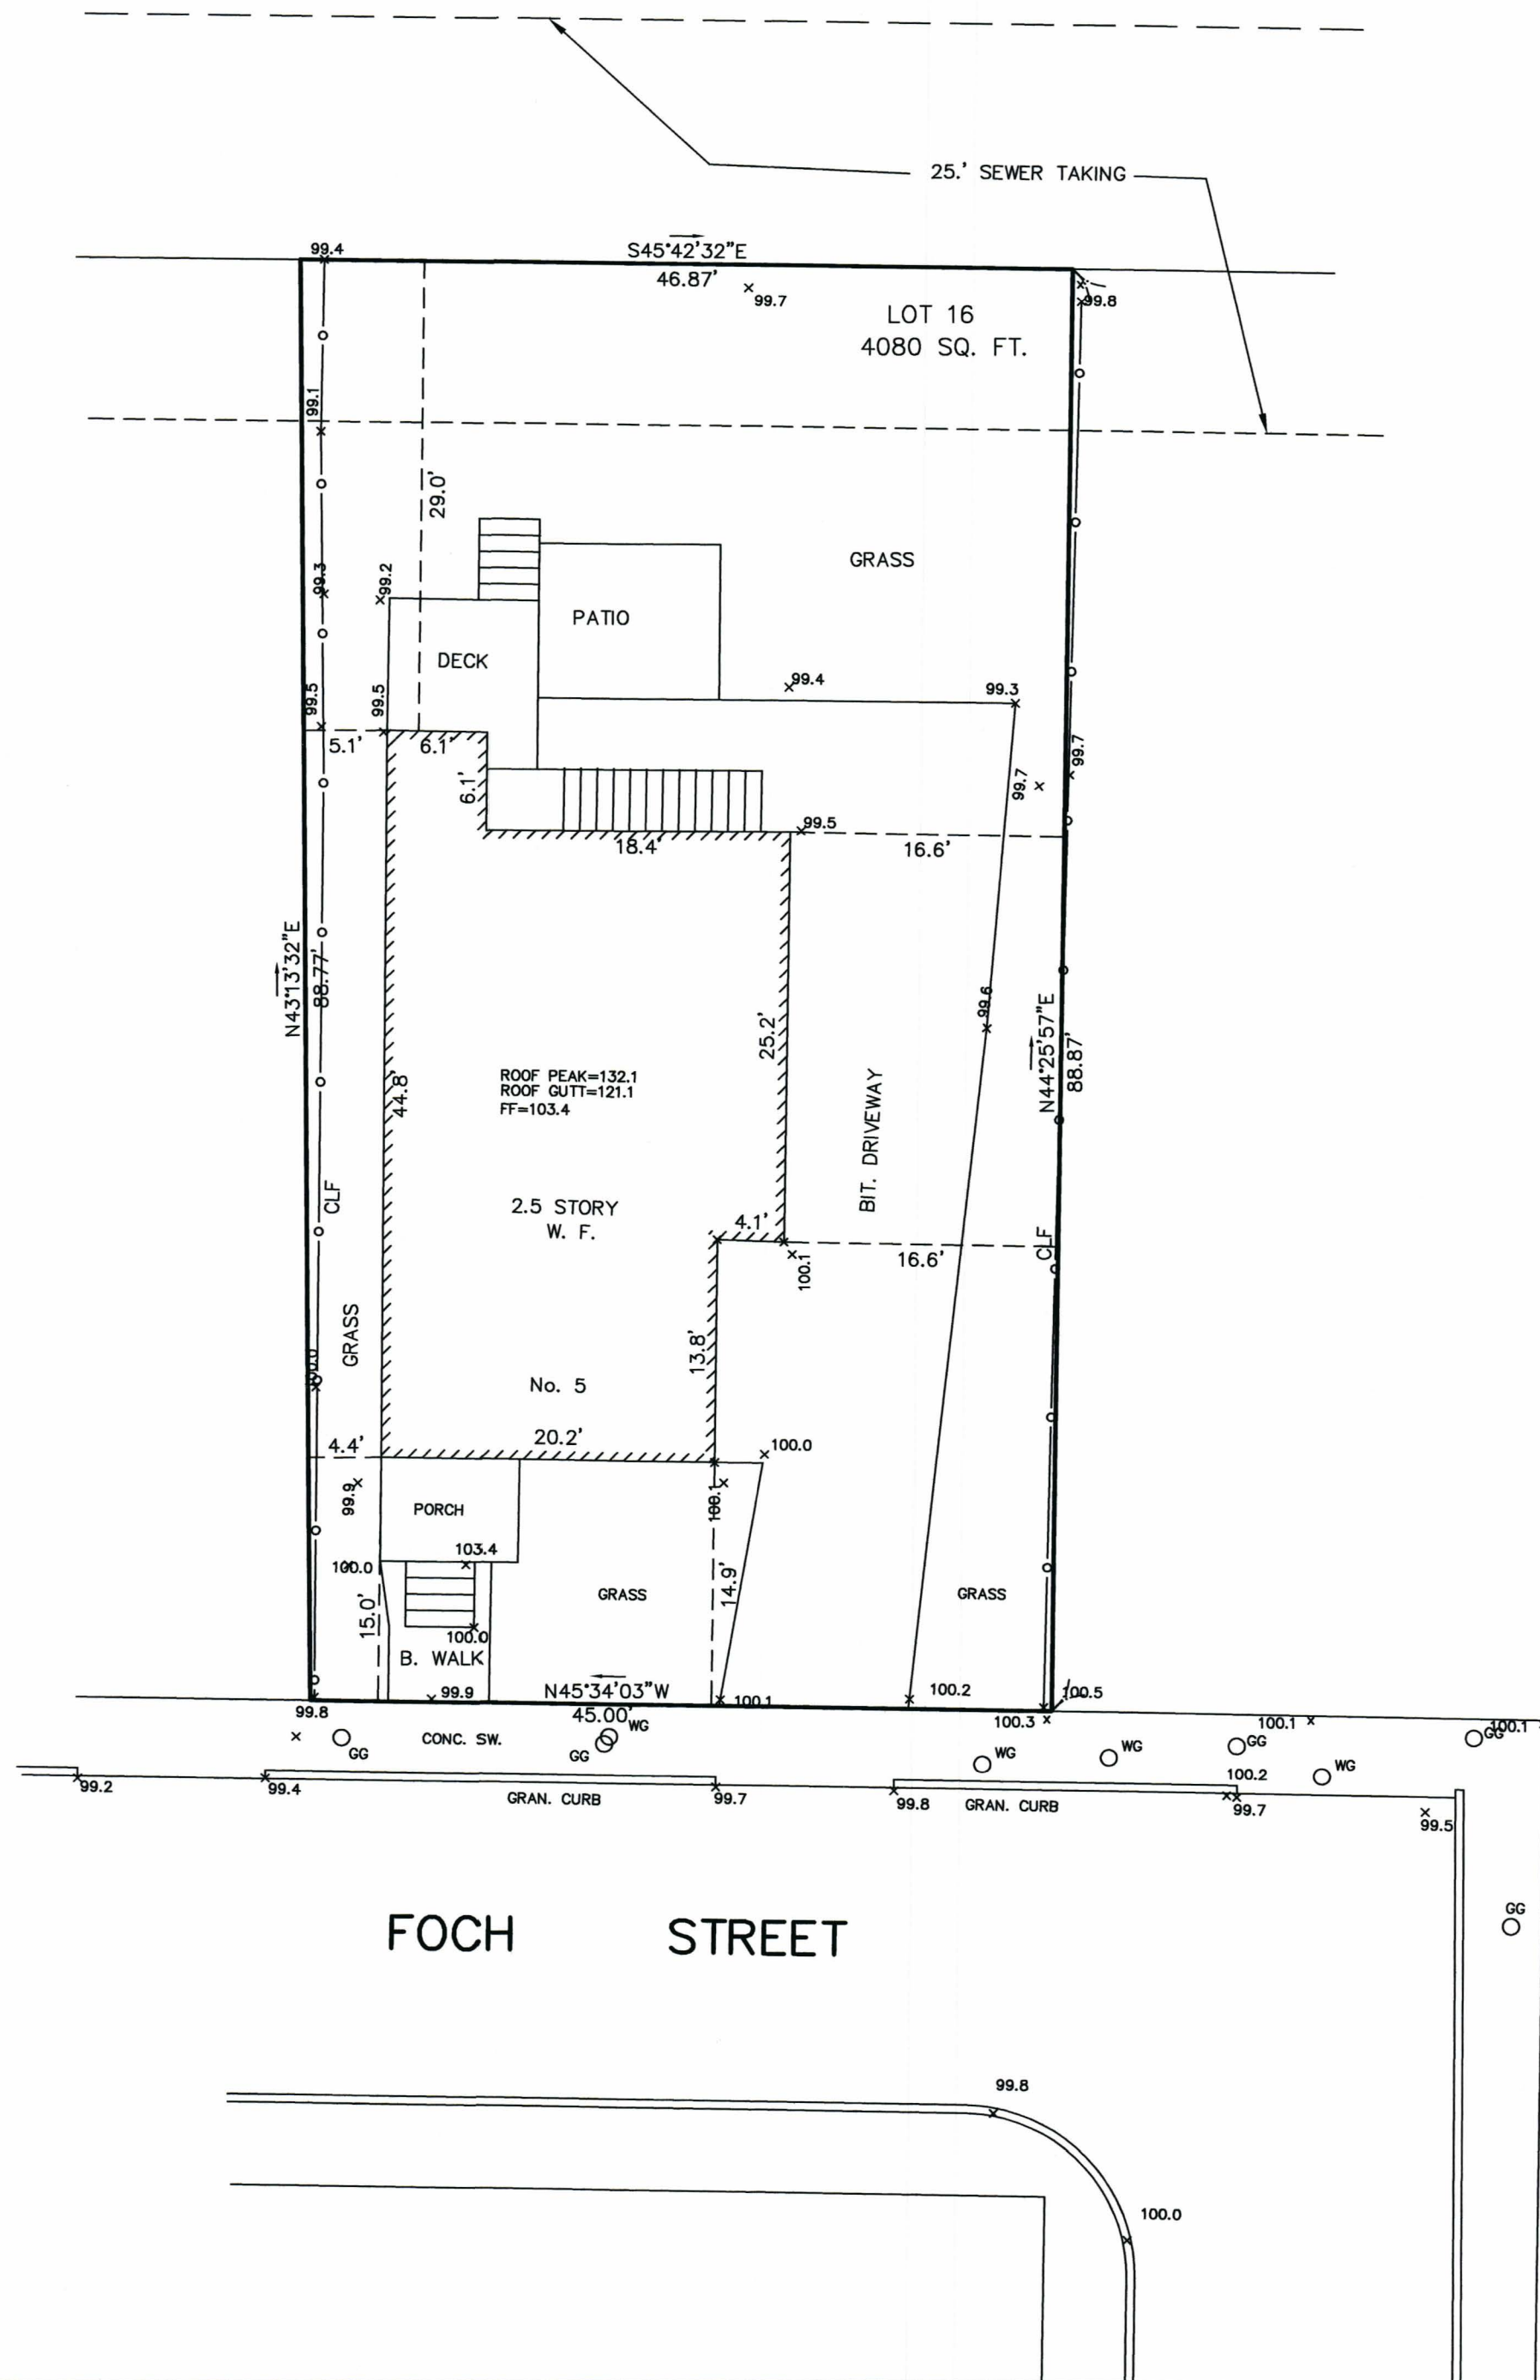 25.' SEWER TAKING
99.4
S45°42'32"E
46.87'
99.7
99.8
LOT 16
4080 SQ. FT.
99.1
29.0'
99.3
99.2
GRASS
PATIO
DECK
99.4
99.3
99.5
99.5
5.1'
6.1'
99.7
99.7
6.1'
99.5
18.4'
16.6'
N43°13'32"E
88.77'
99.6
N44°25'57"E
88.87'
25.2'
44.8'
ROOF PEAK=132.1
ROOF GUTT=121.1
FF=103.4
BIT. DRIVEWAY
CLF
2.5 STORY
W. F.
4.1'
CLF
16.6'
100.1
GRASS
13.8'
No. 5
20.2'
4.4'
100.0
99.9
100.1
PORCH
103.4
100.0
14.9'
GRASS
GRASS
15.0'
100.0
B. WALK
99.9
N45°34'03"W
45.00'
100.1
100.2
100.5
99.8
100.3
100.1
100.1
GG
CONC. SW.
GG
WG
WG
WG
GG
GG
WG
100.2
99.2
99.4
GRAN. CURB
99.7
99.8
GRAN. CURB
99.7
99.5
GG
FOCH STREET
99.8
100.0